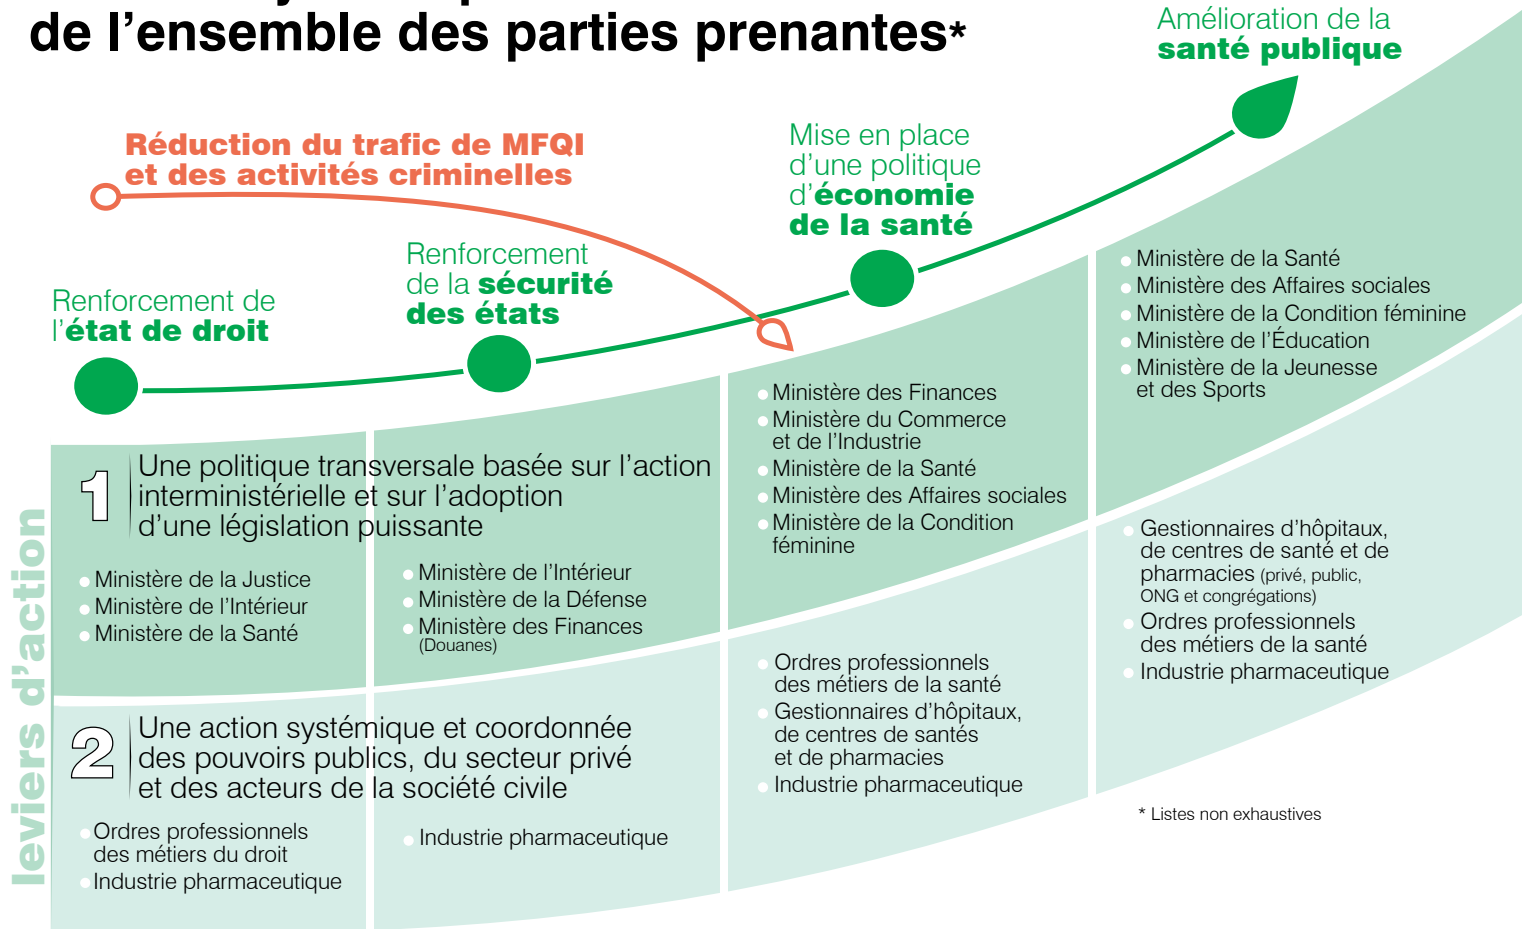 de l'ensemble des parties prenantes*
Amélioration de la
santé publique
Réduction du trafic de MFQI
et des activités criminelles
Mise en place
d'une politique
d'économie
de la santé
Renforcement
de la sécurité
des états
Renforcement de
l'état de droit
leviers d'action
1
Une politique transversale basée sur l'action
interministérielle et sur l'adoption
d'une législation puissante
Ministère de la Justice
Ministère de l'Intérieur
Ministère de la Santé
Ministère de l'Intérieur
Ministère de la Défense
Ministère des Finances
(Douanes)
Ministère des Finances
Ministère du Commerce
et de l'Industrie
Ministère de la Santé
Ministère des Affaires sociales
Ministère de la Condition
féminine
Ministère de la Santé
Ministère des Affaires sociales
Ministère de la Condition féminine
Ministère de l'Éducation
Ministère de la Jeunesse
et des Sports
2
Une action systémique et coordonnée
des pouvoirs publics, du secteur privé
et des acteurs de la société civile
Ordres professionnels
des métiers du droit
Industrie pharmaceutique
Industrie pharmaceutique
Ordres professionnels
des métiers de la santé
Gestionnaires d'hôpitaux,
de centres de santés
et de pharmacies
Industrie pharmaceutique
Gestionnaires d'hôpitaux,
de centres de santé et de
pharmacies (privé, public,
ONG et congrégations)
Ordres professionnels
des métiers de la santé
Industrie pharmaceutique
* Listes non exhaustives